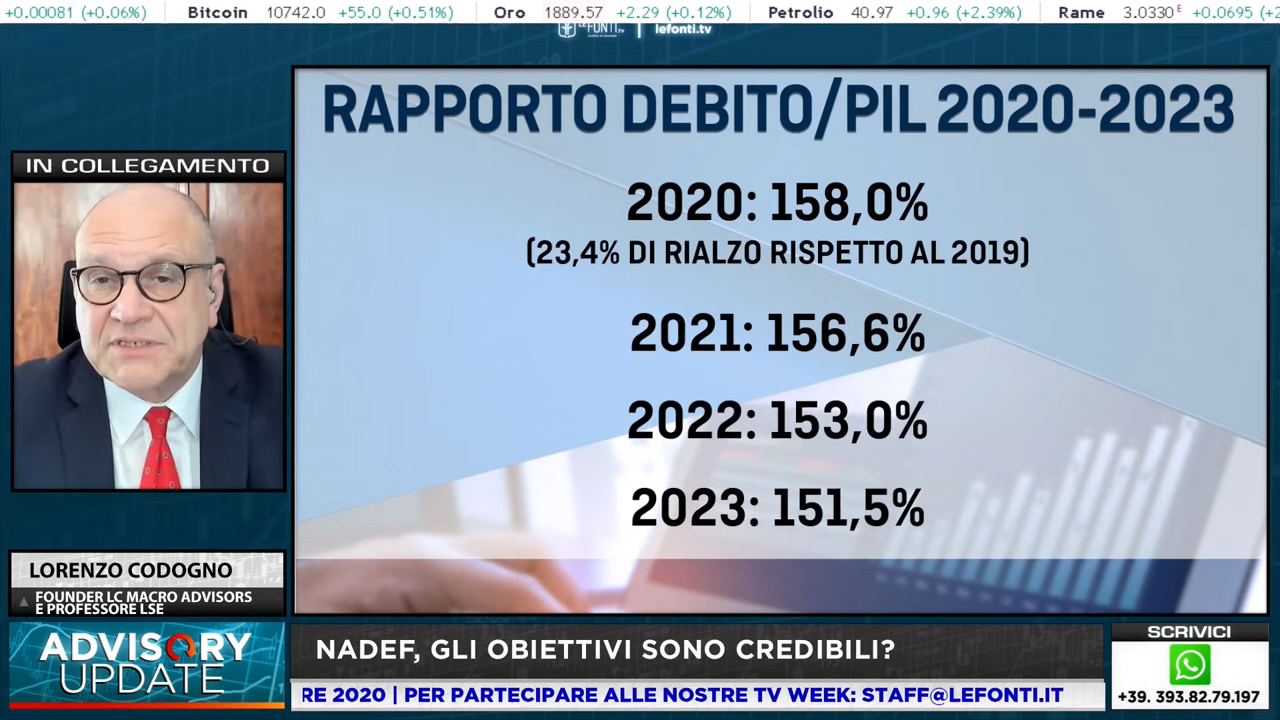 +0.00081 (+0.06%) Bitcoin 10742.0 +55.0 (+0.51%) Oro 1889.57 +2.29 (+0.12%) Petrolio 40.97 +0.96 (+2.39%) Rame 3.0330 E +0.0695 (+2
LE FONTI.TV lefonti.tv
RAPPORTO DEBITO/PIL 2020-2023
2020: 158,0%
(23,4% DI RIALZO RISPETTO AL 2019)
2021: 156,6%
2022: 153,0%
2023: 151,5%
IN COLLEGAMENTO
LORENZO CODOGNO
FOUNDER LC MACRO ADVISORS
E PROFESSORE LSE
ADVISORY
UPDATE
NADEF, GLI OBIETTIVI SONO CREDIBILI?
RE 2020 | PER PARTECIPARE ALLE NOSTRE TV WEEK: STAFF@LEFONTI.IT
SCRIVICI
+39. 393.82.79.197